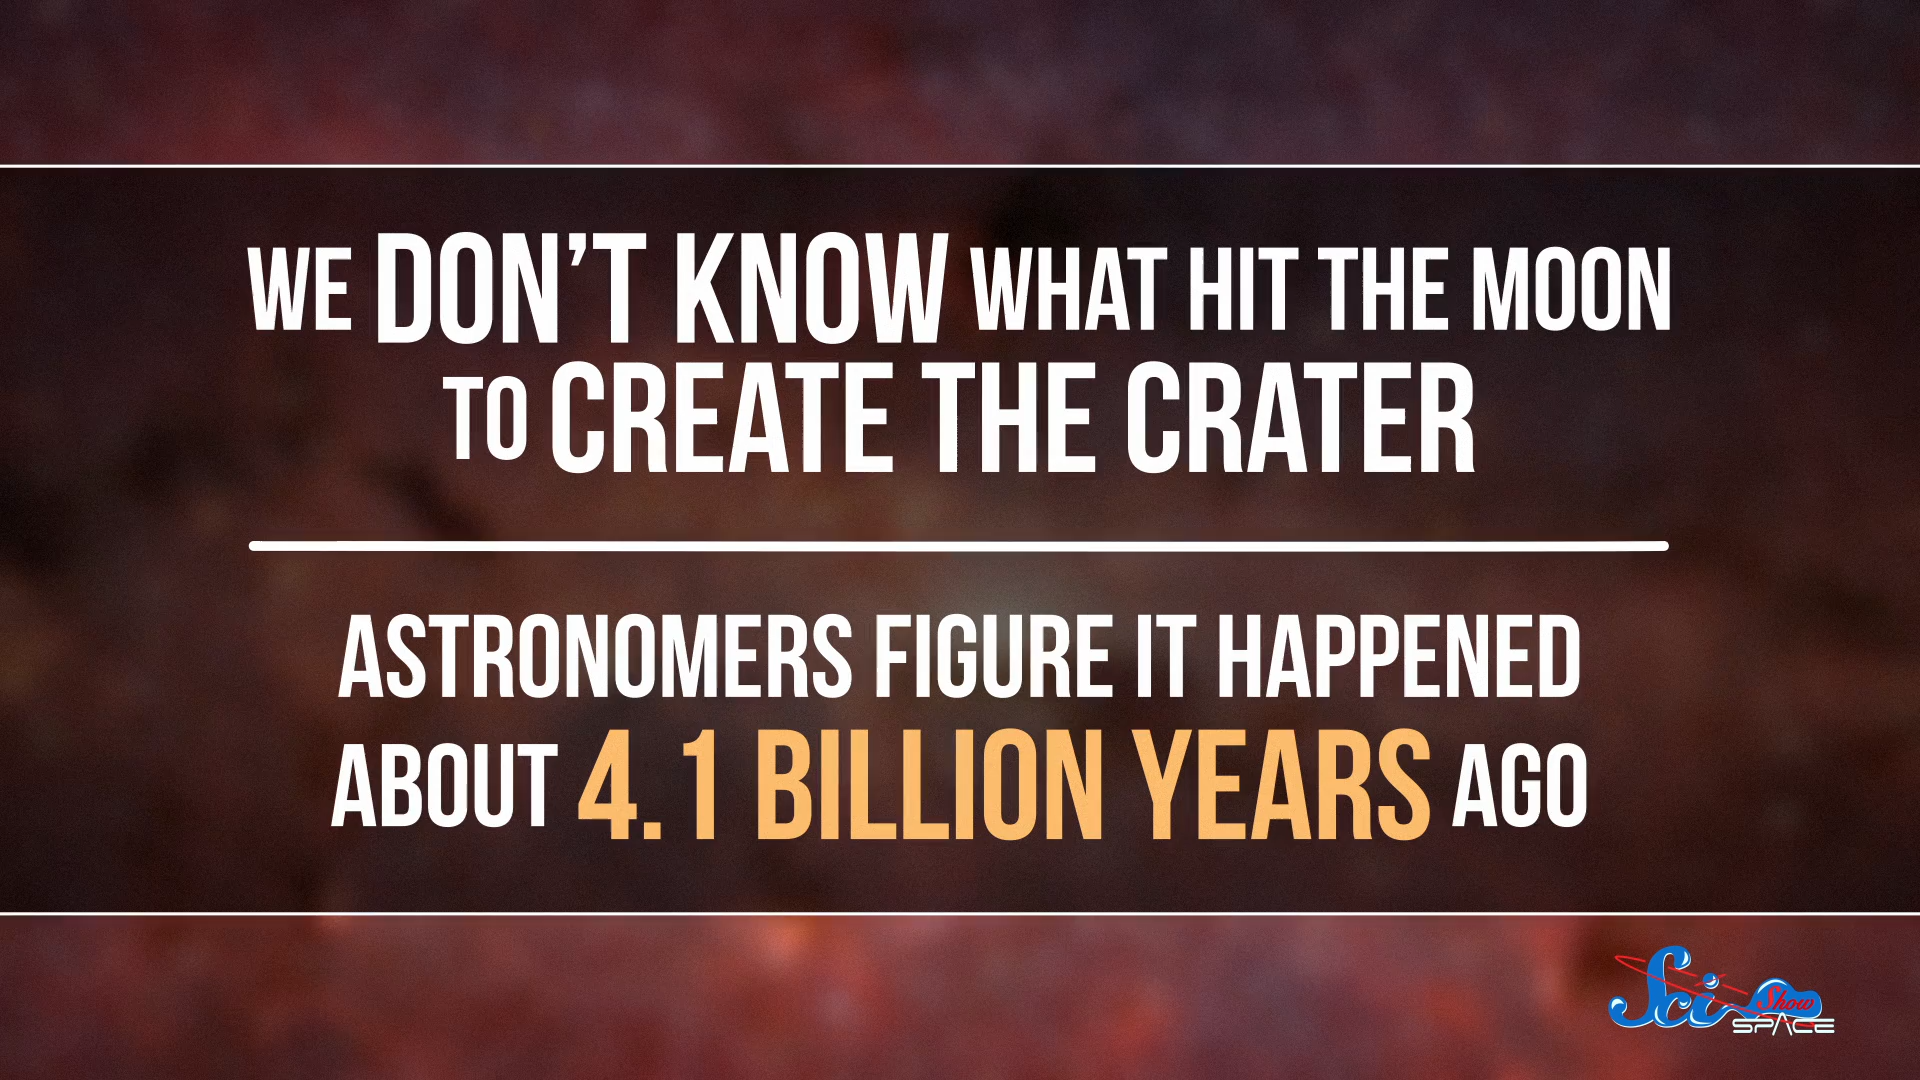 WE DON'T KNOW WHAT HIT THE MOON
TO CREATE THE CRATER
ASTRONOMERS FIGURE IT HAPPENED
ABOUT 4.1 BILLION YEARS AGO
Sci Show
SPACE